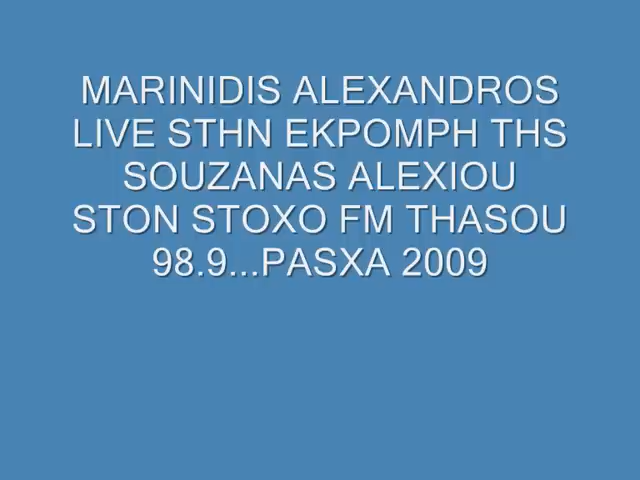 MARINIDIS ALEXANDROS
LIVE STHN EKPOMPH THS
SOUZANAS ALEXIOU
STON STOXO FM THASOU
98.9...PASXA 2009